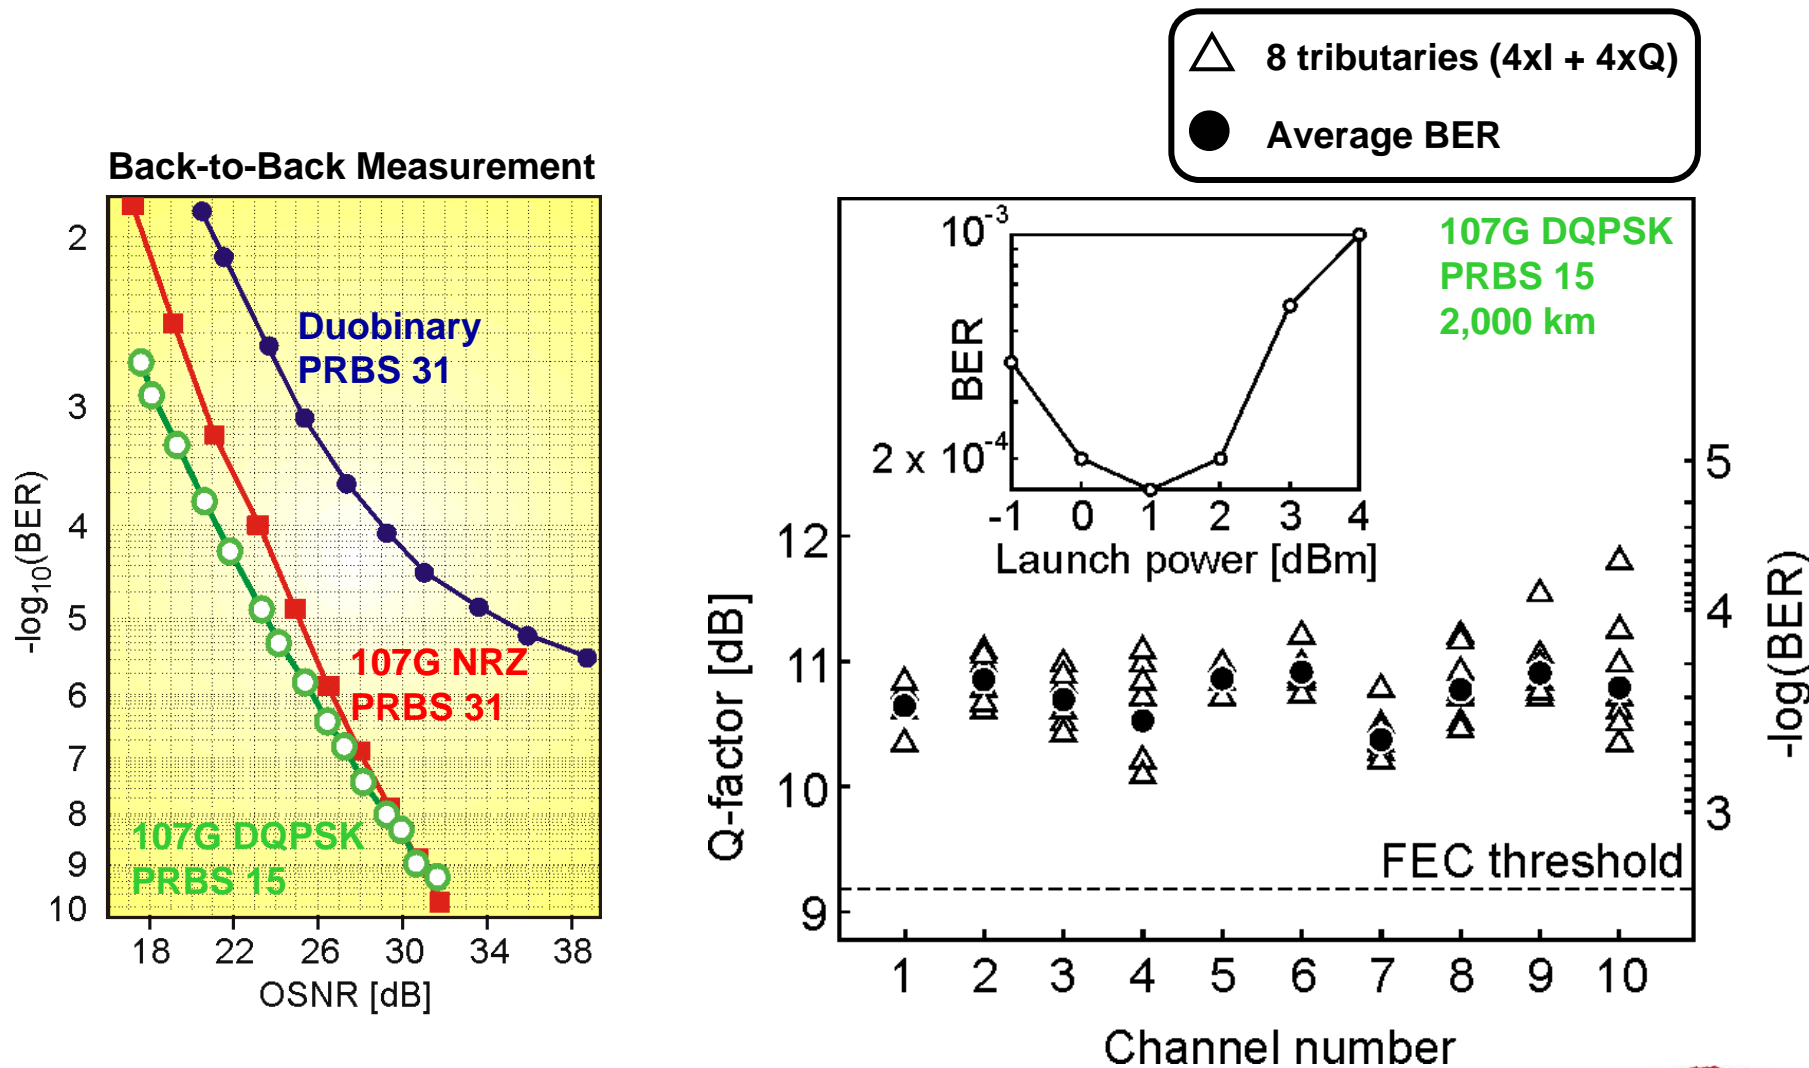 8 tributaries (4xI + 4xQ)
Average BER
Back-to-Back Measurement
2
3
4
5
6
7
8
9
10
-log10(BER)
Duobinary
PRBS 31
107G NRZ
PRBS 31
107G DQPSK
PRBS 15
18 22 26 30 34 38
OSNR [dB]
107G DQPSK
PRBS 15
2,000 km
10-3
2 x 10-4
BER
-1 0 1 2 3 4
Launch power [dBm]
12
11
10
9
Q-factor [dB]
5
4
3
-log(BER)
FEC threshold
1 2 3 4 5 6 7 8 9 10
Channel number